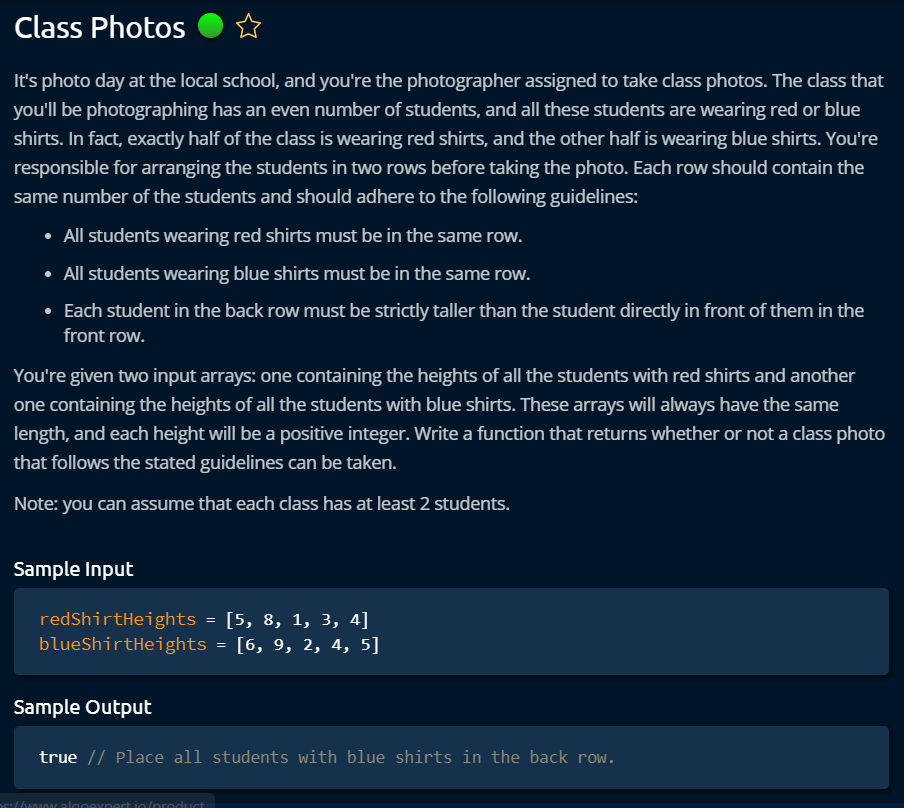 Class Photos
It's photo day at the local school, and you're the photographer assigned to take class photos. The class that
you'll be photographing has an even number of students, and all these students are wearing red or blue
shirts. In fact, exactly half of the class is wearing red shirts, and the other half is wearing blue shirts. You're
responsible for arranging the students in two rows before taking the photo. Each row should contain the
same number of the students and should adhere to the following guidelines:
• All students wearing red shirts must be in the same row.
• All students wearing blue shirts must be in the same row.
• Each student in the back row must be strictly taller than the student directly in front of them in the
front row.
You're given two input arrays: one containing the heights of all the students with red shirts and another
one containing the heights of all the students with blue shirts. These arrays will always have the same
length, and each height will be a positive integer. Write a function that returns whether or not a class photo
that follows the stated guidelines can be taken.
Note: you can assume that each class has at least 2 students.
Sample Input
redShirtHeights = [5, 8, 1, 3, 4]
blueShirtHeights = [6, 9, 2, 4, 5]
Sample Output
true // Place all students with blue shirts in the back row.
ps://www.algoexpert.io/product